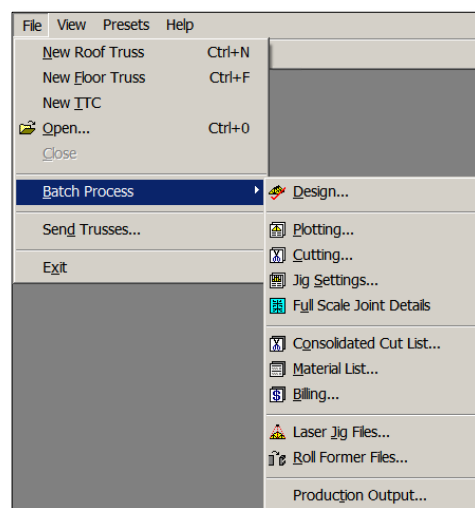 File View Presets Help
New Roof Truss Ctrl+N
New Floor Truss Ctrl+F
New TTC
Open... Ctrl+0
Close
Batch Process
Send Trusses...
Exit
Design...
Plotting...
Cutting...
Jig Settings...
Full Scale Joint Details
Consolidated Cut List...
Material List...
Billing...
Laser Jig Files...
Roll Former Files...
Production Output...